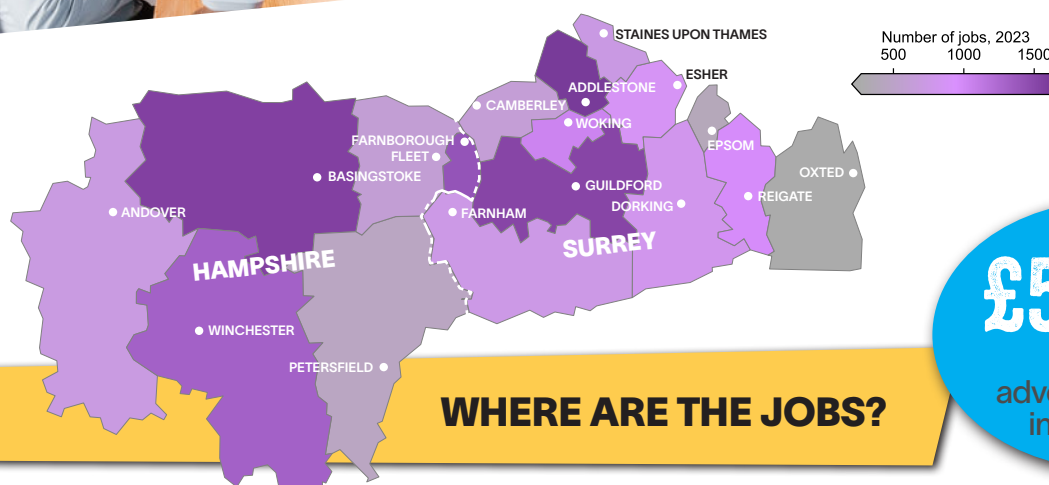 STAINES UPON THAMES
Number of jobs, 2023
500 1000 1500
ESHER
ADDLESTONE
CAMBERLEY
WOKING
FARNBOROUGH
EPSOM
FLEET
OXTED
BASINGSTOKE
GUILDFORD
REIGATE
DORKING
ANDOVER
FARNHAM
SURREY
HAMPSHIRE
£5
WINCHESTER
PETERSFIELD
WHERE ARE THE JOBS?
adv
in